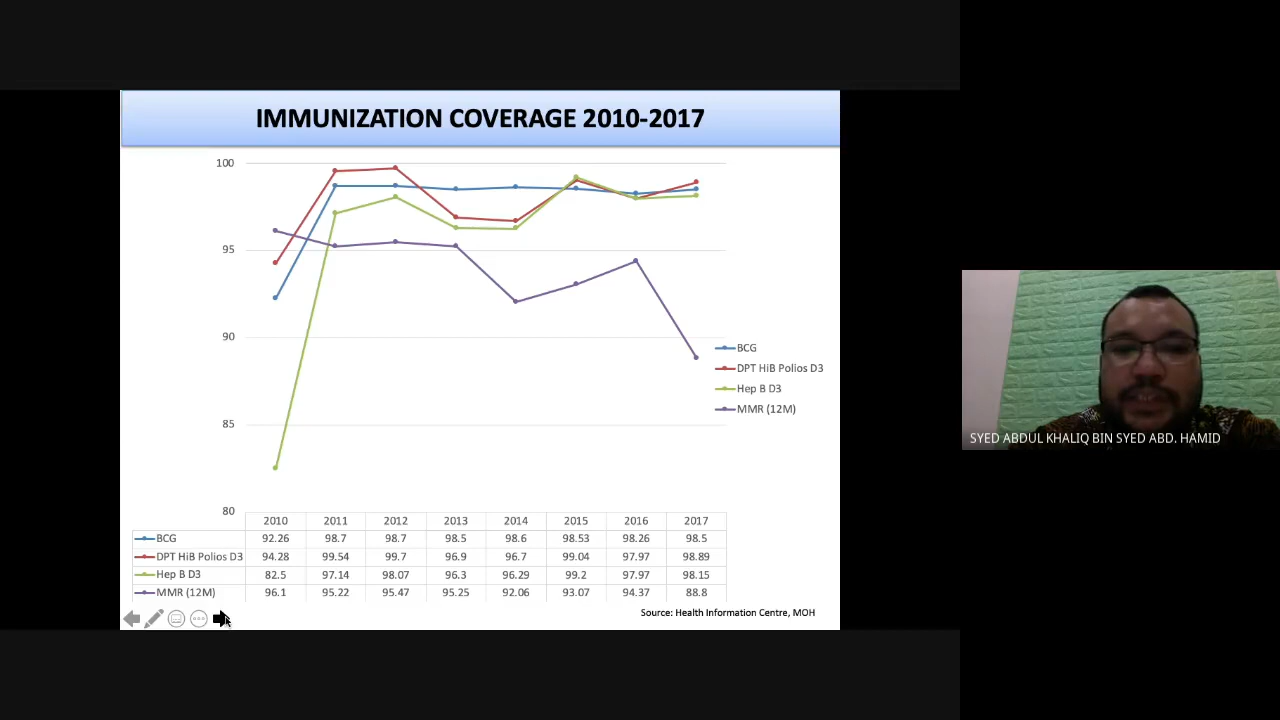 IMMUNIZATION COVERAGE 2010-2017
100
95
90
85
80
BCG
DPT HiB Polios D3
Hep B D3
MMR (12M)
2010 2011 2012 2013 2014 2015 2016 2017
BCG 92.26 98.7 98.7 98.5 98.6 98.53 98.26 98.5
DPT HiB Polios D3 94.28 99.54 99.7 96.9 96.7 99.04 97.97 98.89
Hep B D3 82.5 97.14 98.07 96.3 96.29 99.2 97.97 98.15
MMR (12M) 96.1 95.22 95.47 95.25 92.06 93.07 94.37 88.8
Source: Health Information Centre, MOH
SYED ABDUL KHALIQ BIN SYED ABD. HAMID